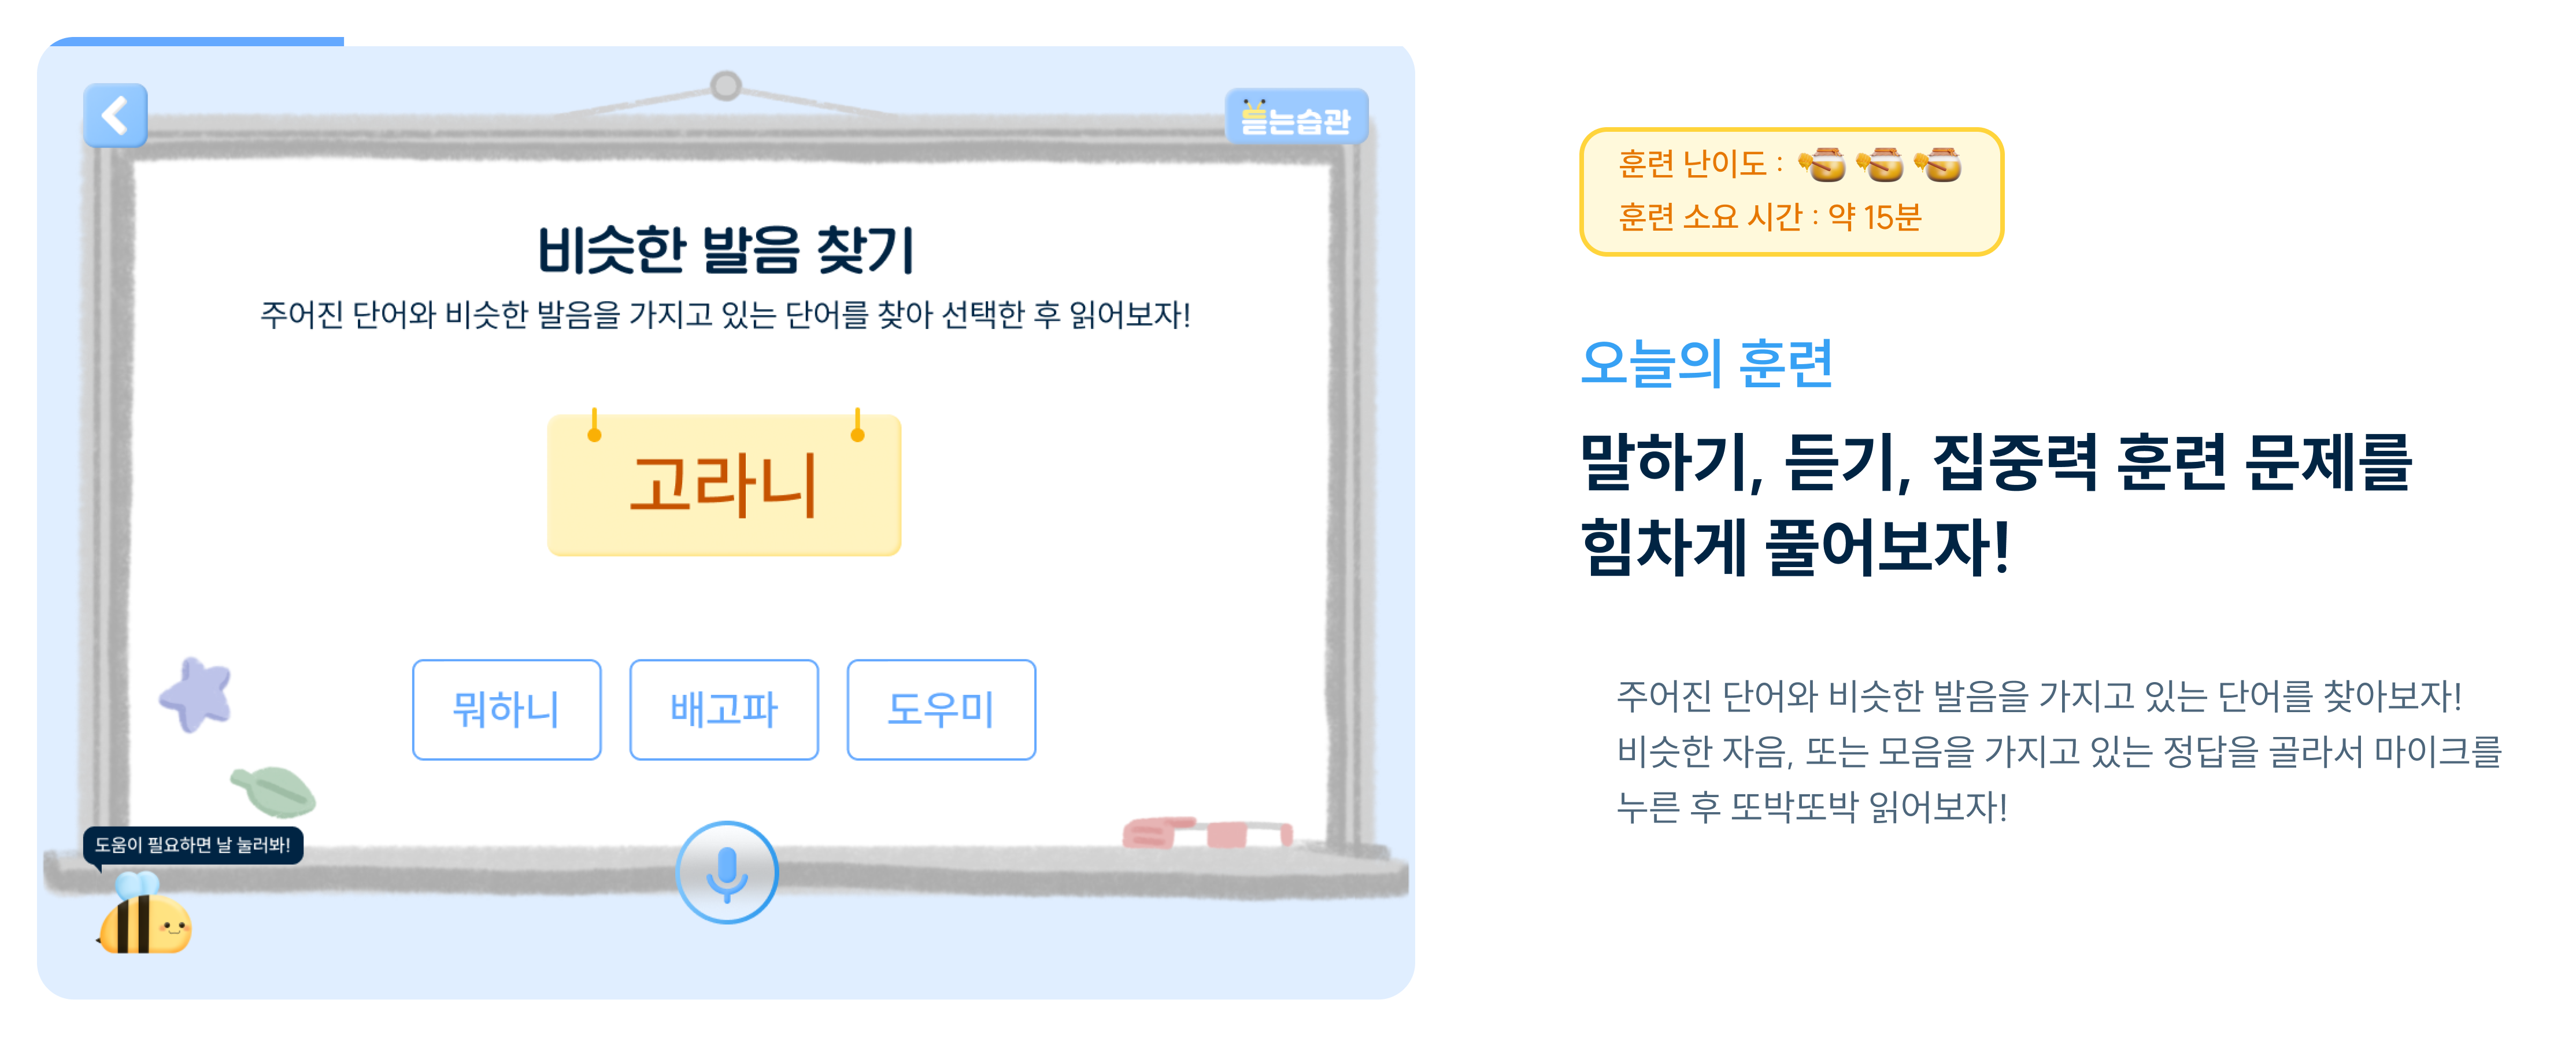 듣는습관
비슷한 발음 찾기
주어진 단어와 비슷한 발음을 가지고 있는 단어를 찾아 선택한 후 읽어보자!
고라니
뭐하니
배고파
도우미
도움이 필요하면 날 눌러봐!
훈련 난이도 :
훈련 소요 시간 : 약 15분
오늘의 훈련
말하기, 듣기, 집중력 훈련 문제를
힘차게 풀어보자!
주어진 단어와 비슷한 발음을 가지고 있는 단어를 찾아보자!
비슷한 자음, 또는 모음을 가지고 있는 정답을 골라서 마이크를
누른 후 또박또박 읽어보자!